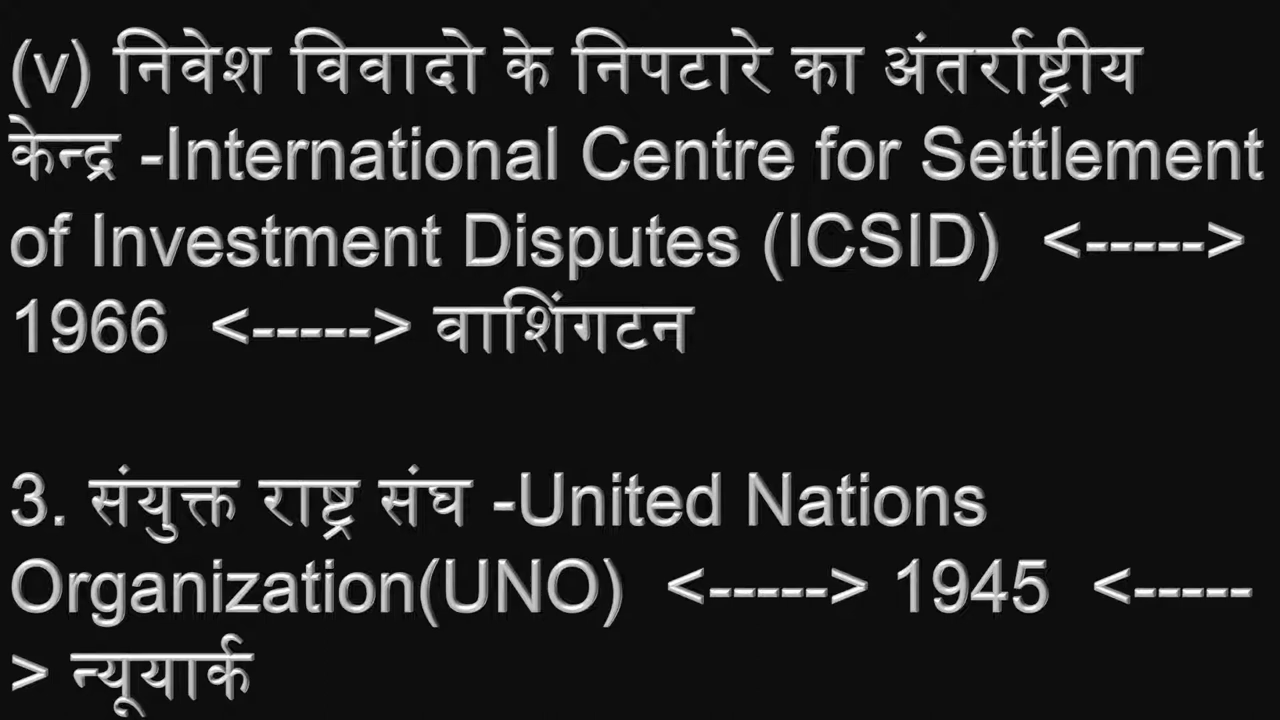 (v) निवेश विवादो के निपटारे का अंतर्राष्ट्रीय
केन्द्र -International Centre for Settlement
of Investment Disputes (ICSID) <----->
1966 <-----> वाशिंगटन
3. संयुक्त राष्ट्र संघ -United Nations
Organization(UNO) <-----> 1945 <-----
> न्यूयार्क